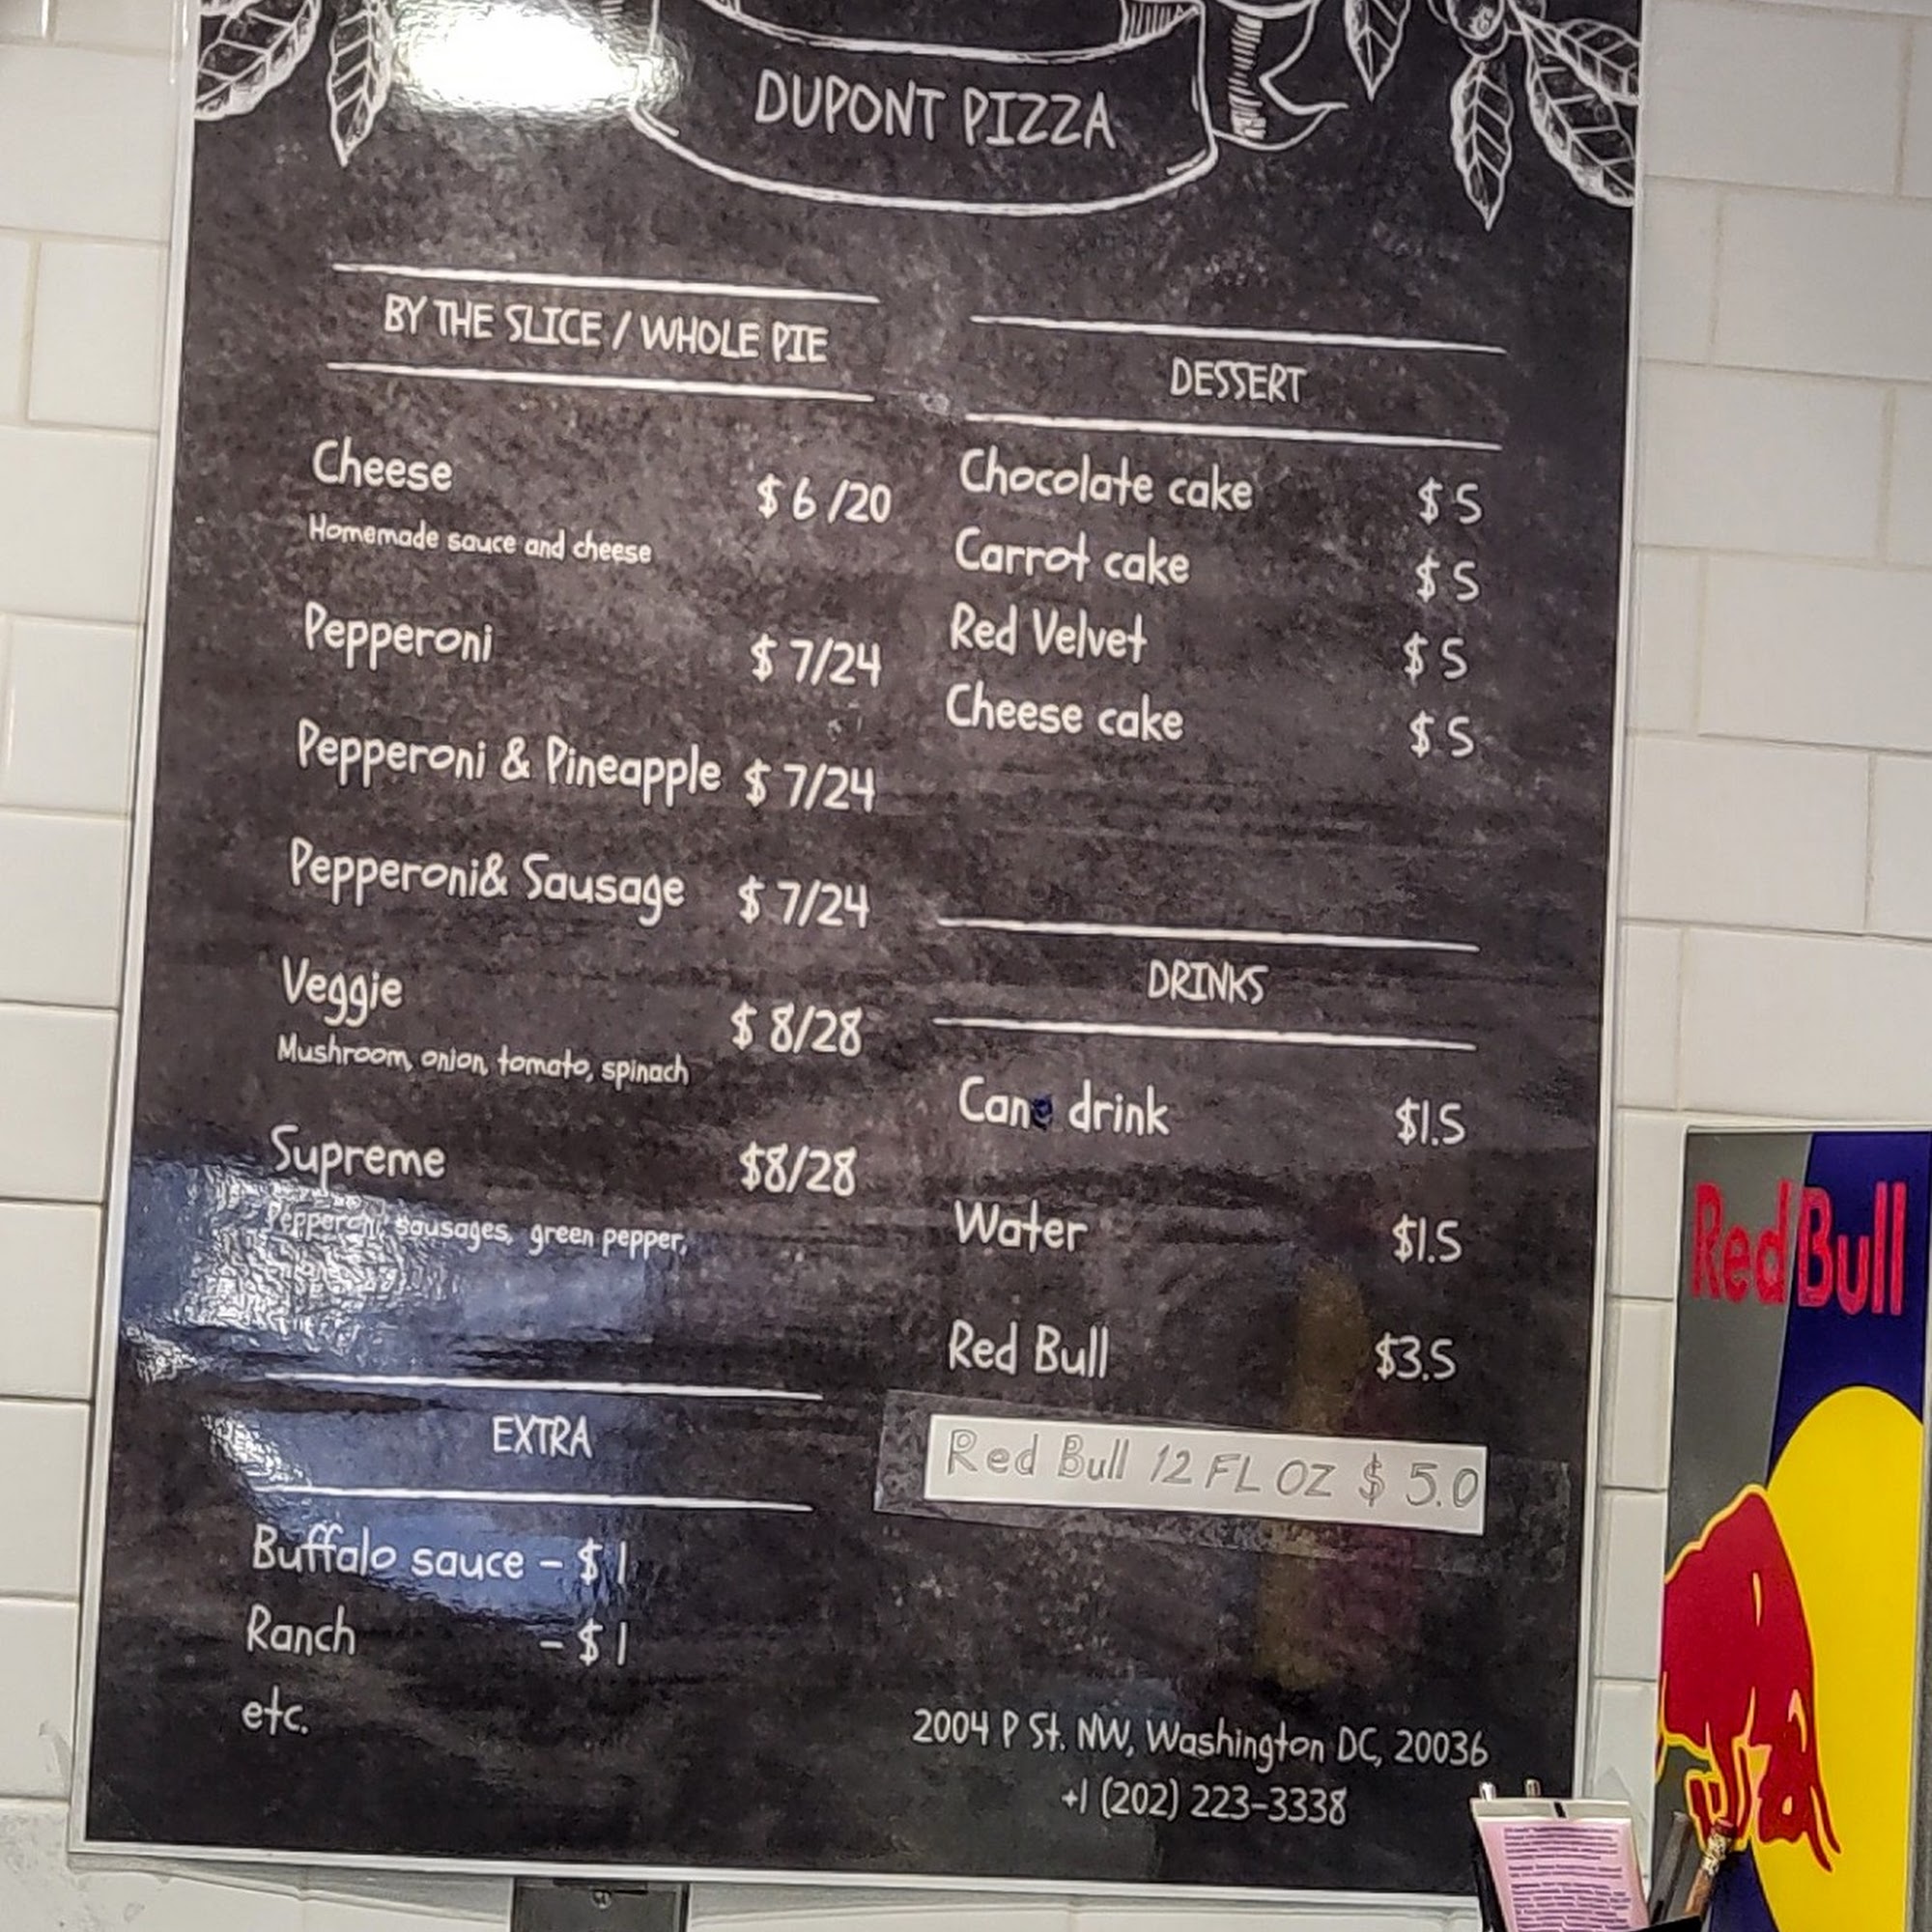 DUPONT PIZZA
BY THE SLICE / WHOLE PIE
Cheese $ 6 /20
Homemade sauce and cheese
Pepperoni $ 7/24
Pepperoni & Pineapple $ 7/24
Pepperoni& Sausage $ 7/24
Veggie $ 8/28
Mushroom, onion, tomato, spinach
Supreme $8/28
Pepperoni, sausages, green pepper,
EXTRA
Buffalo sauce - $ 1
Ranch - $ 1
etc.
DESSERT
Chocolate cake $ 5
Carrot cake $ 5
Red Velvet $ 5
Cheese cake $ 5
DRINKS
Cane drink $1.5
Water $1.5
Red Bull $3.5
Red Bull 12 FL OZ $ 5.0
2004 P St. NW, Washington DC, 20036
+1 (202) 223-3338
Red Bull